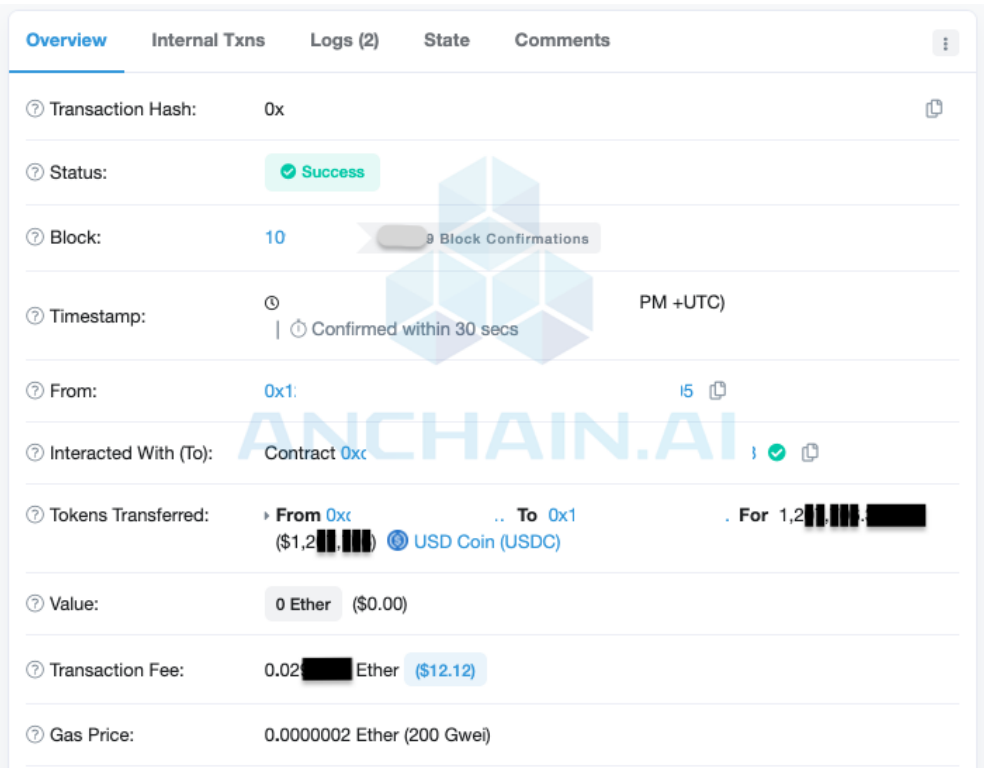 Overview Internal Txns Logs (2) State Comments
Transaction Hash: 0x
Status: Success
Block: 10 9 Block Confirmations
Timestamp: PM +UTC)
| Confirmed within 30 secs
From: 0x1 5
ANCHAIN.AI
Interacted With (To): Contract 0x
Tokens Transferred: From 0x .. To 0x1 . For 1,2
($1,2 ) USD Coin (USDC)
Value: 0 Ether ($0.00)
Transaction Fee: 0.02 Ether ($12.12)
Gas Price: 0.0000002 Ether (200 Gwei)